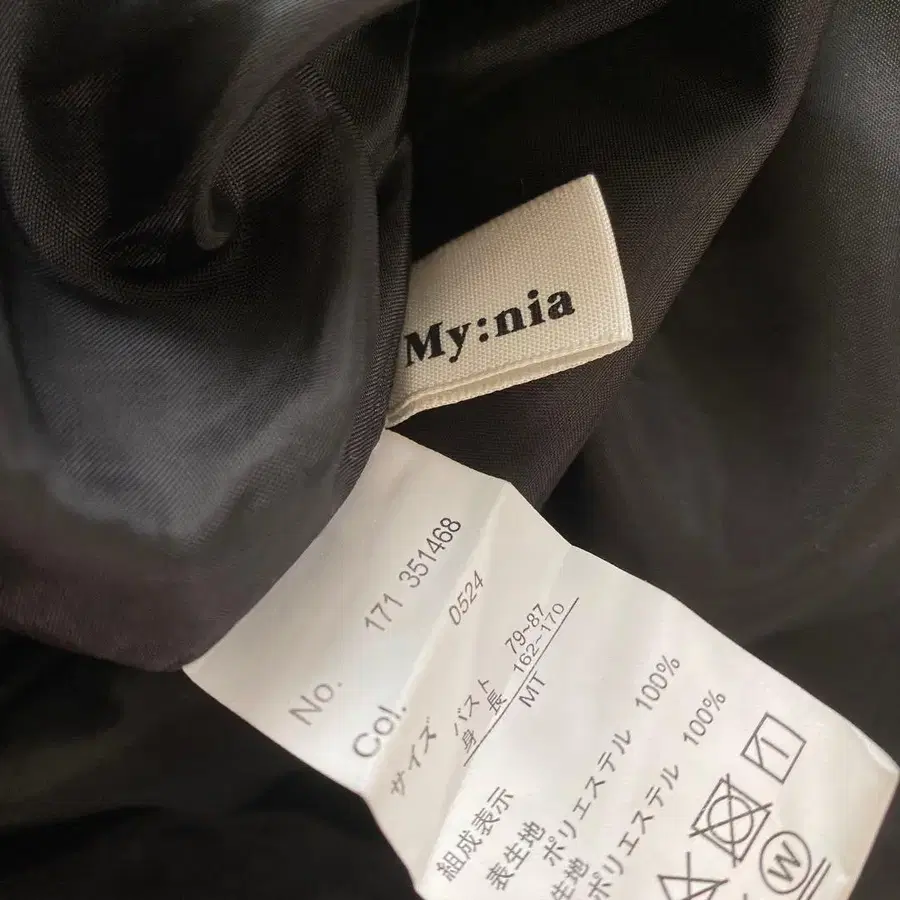 My:nia
No. 171 351468
Col. 0524
サイズ バスト 79~87
身長 162~170
MT
組成表示
表生地 ポリエステル 100%
生地 ポリエステル 100%
W